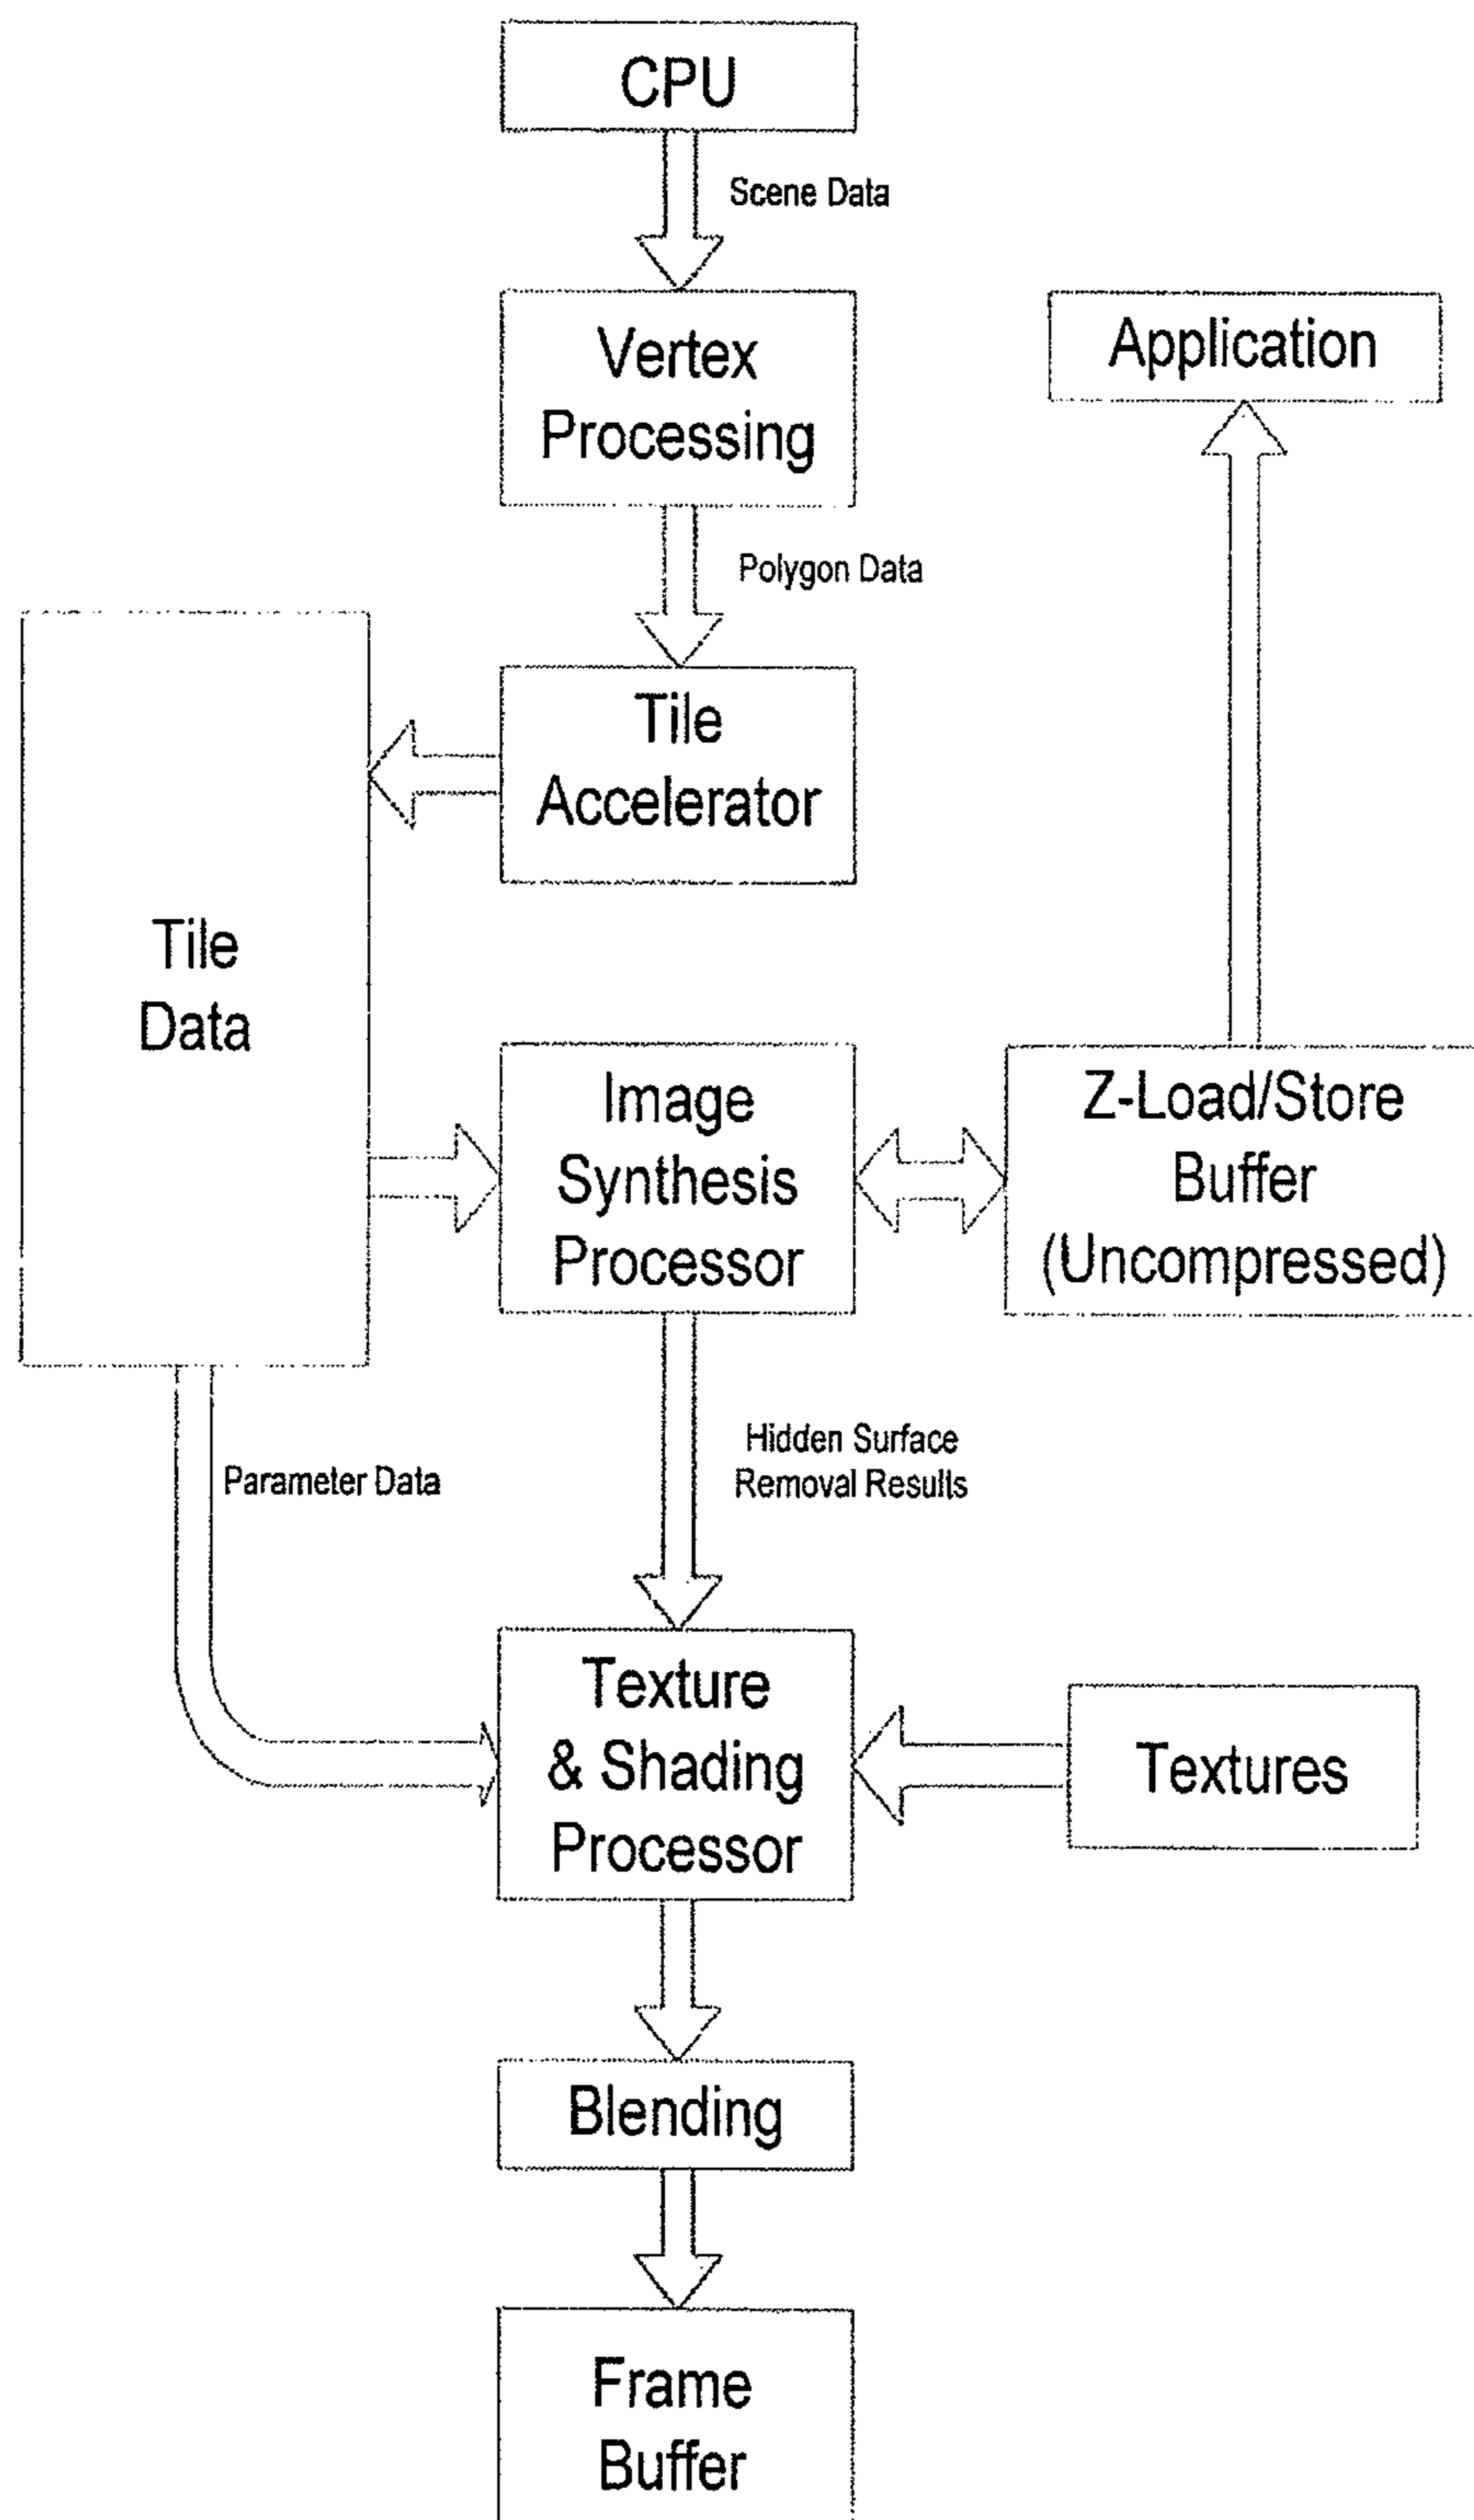 CPU
Scene Data
Vertex
Processing
Application
Polygon Data
Tile
Accelerator
Tile
Data
Image
Synthesis
Processor
Z-Load/Store
Buffer
(Uncompressed)
Parameter Data
Hidden Surface
Removal Results
Texture
& Shading
Processor
Textures
Blending
Frame
Buffer